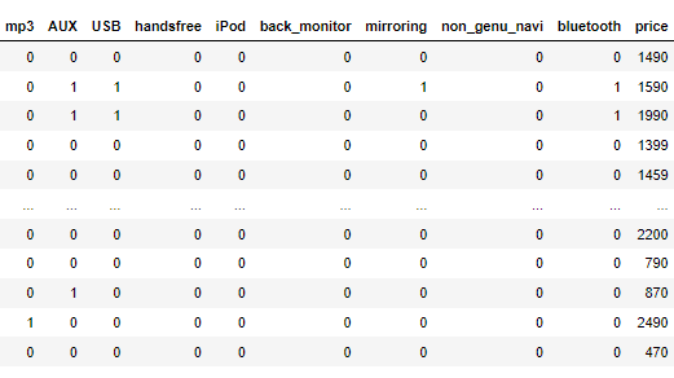 mp3 AUX USB handsfree iPod back_monitor mirroring non_genu_navi bluetooth price
0 0 0 0 0 0 0 0 0 1490
0 1 1 0 0 0 1 0 1 1590
0 1 1 0 0 0 0 0 1 1990
0 0 0 0 0 0 0 0 0 1399
0 0 0 0 0 0 0 0 0 1459
... ... ... ... ... ... ... ... ... ...
0 0 0 0 0 0 0 0 0 2200
0 0 0 0 0 0 0 0 0 790
0 1 0 0 0 0 0 0 0 870
1 0 0 0 0 0 0 0 0 2490
0 0 0 0 0 0 0 0 0 470